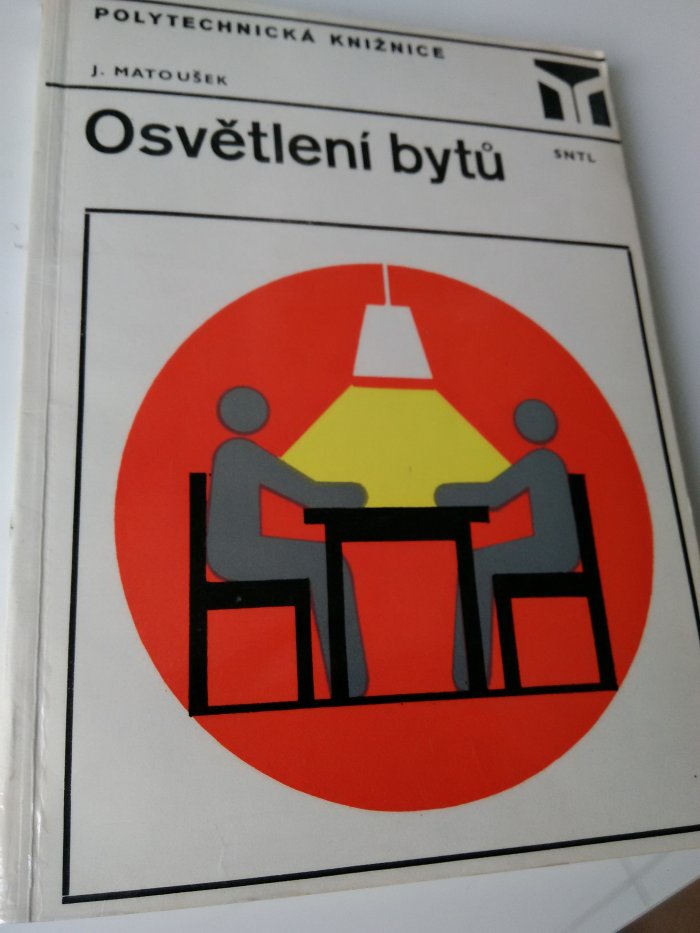 POLYTECHNICKÁ KNIŽNICE
J. MATOUŠEK
Osvětlení bytů
SNTL